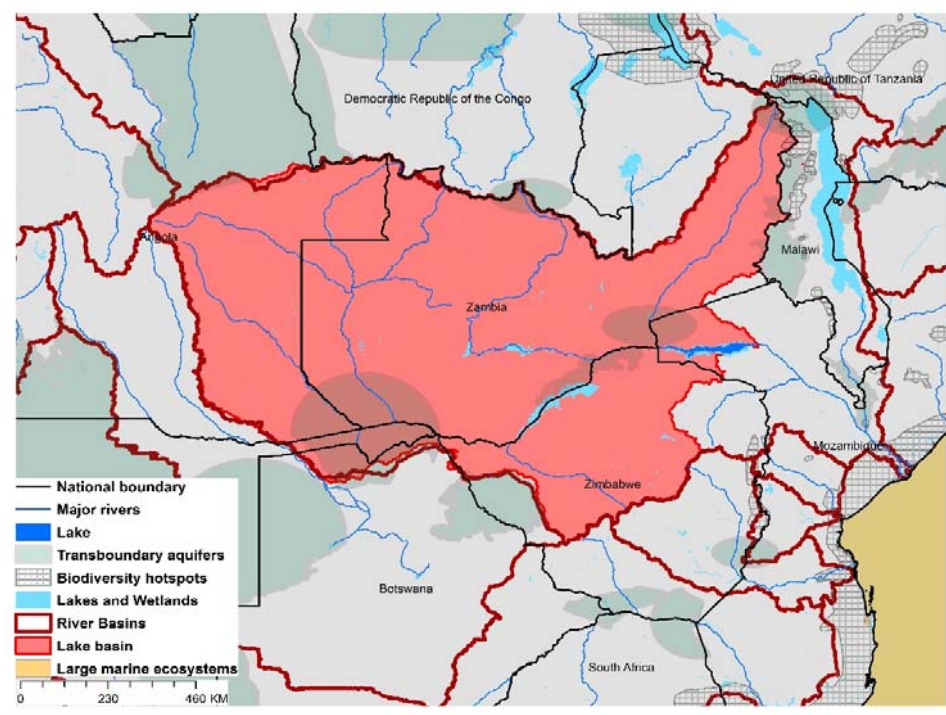 United Republic of Tanzania
Democratic Republic of the Congo
Angola
Malawi
Zambia
Mozambique
Zimbabwe
Botswana
South Africa
National boundary
Major rivers
Lake
Transboundary aquifers
Biodiversity hotspots
Lakes and Wetlands
River Basins
Lake basin
Large marine ecosystems
0 230 460 KM